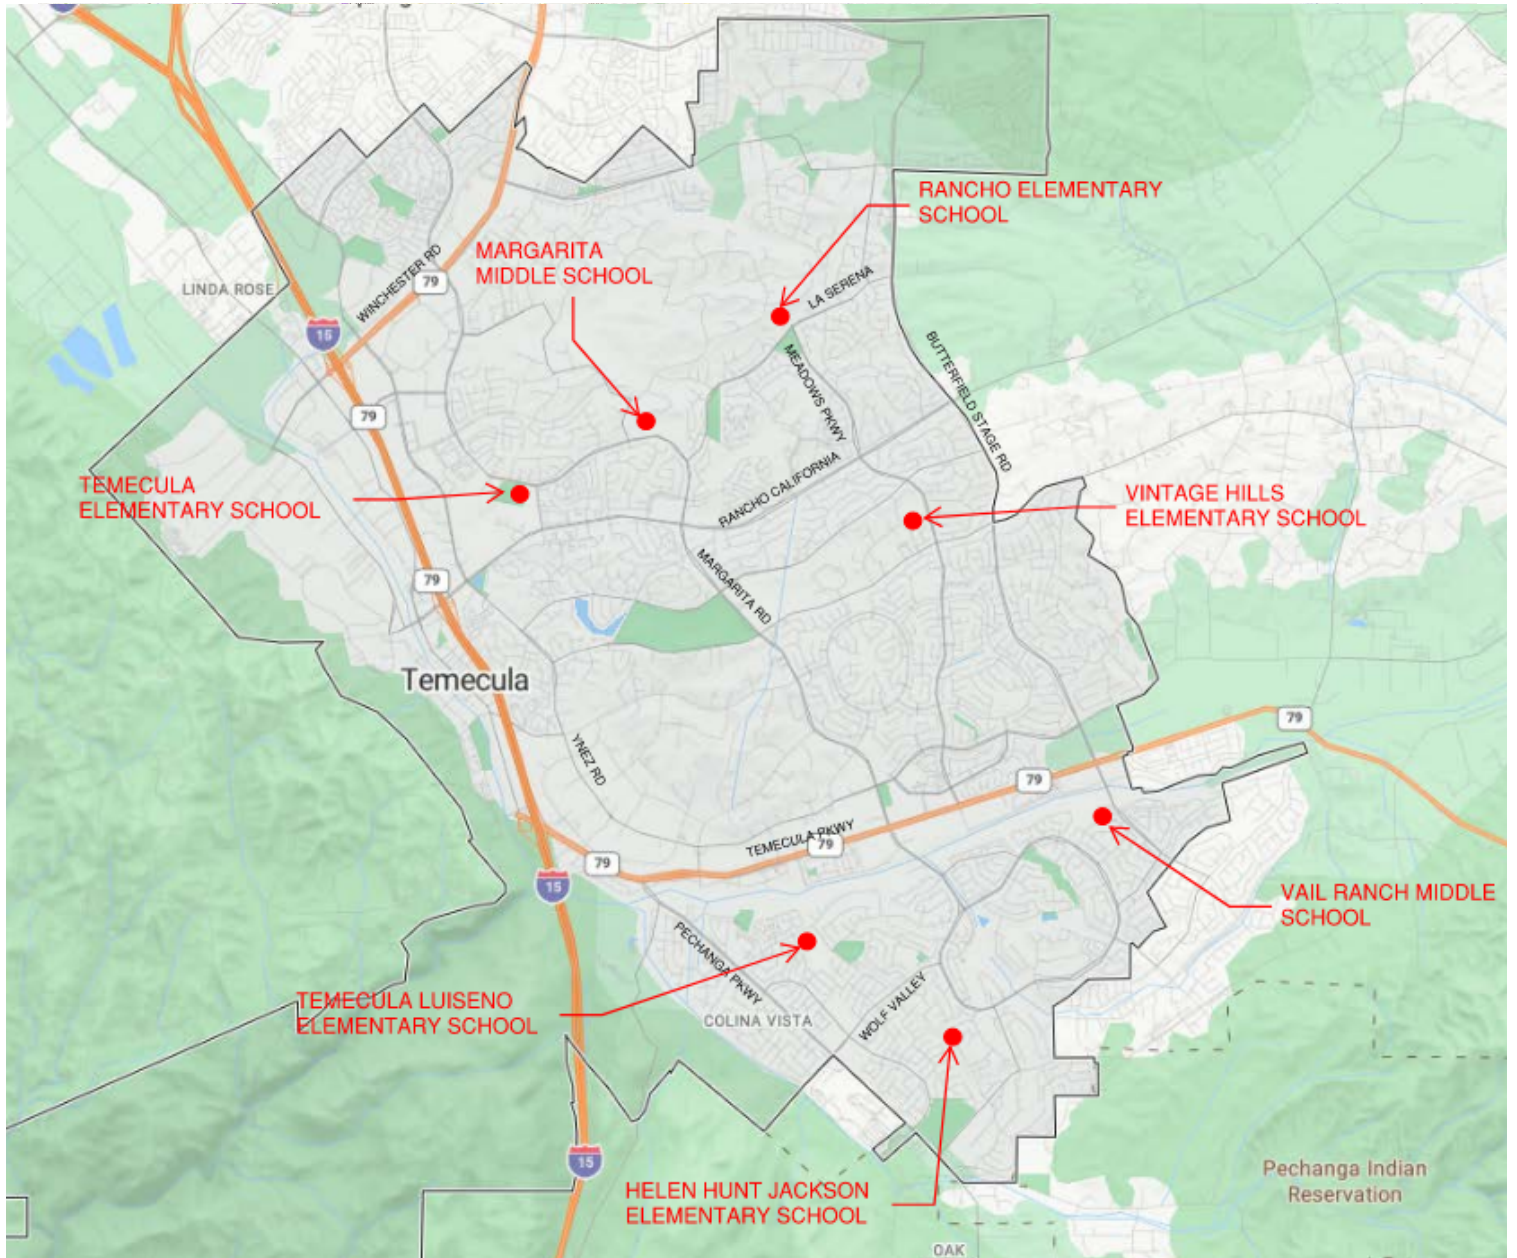 RANCHO ELEMENTARY
SCHOOL
MARGARITA
MIDDLE SCHOOL
WINCHESTER RD
79
LINDA ROSE
LA SERENA
15
MEADOWS PKWY
BUTTERFIELD STAGE RD
79
RANCHO CALIFORNIA
TEMECULA
ELEMENTARY SCHOOL
VINTAGE HILLS
ELEMENTARY SCHOOL
79
MARGARITA RD
Temecula
79
YNEZ RD
79
TEMECULA PKWY
79
79
15
VAIL RANCH MIDDLE
SCHOOL
PECHANGA PKWY
WOLF VALLEY
TEMECULA LUISENO
ELEMENTARY SCHOOL
COLINA VISTA
15
Pechanga Indian
Reservation
HELEN HUNT JACKSON
ELEMENTARY SCHOOL
OAK